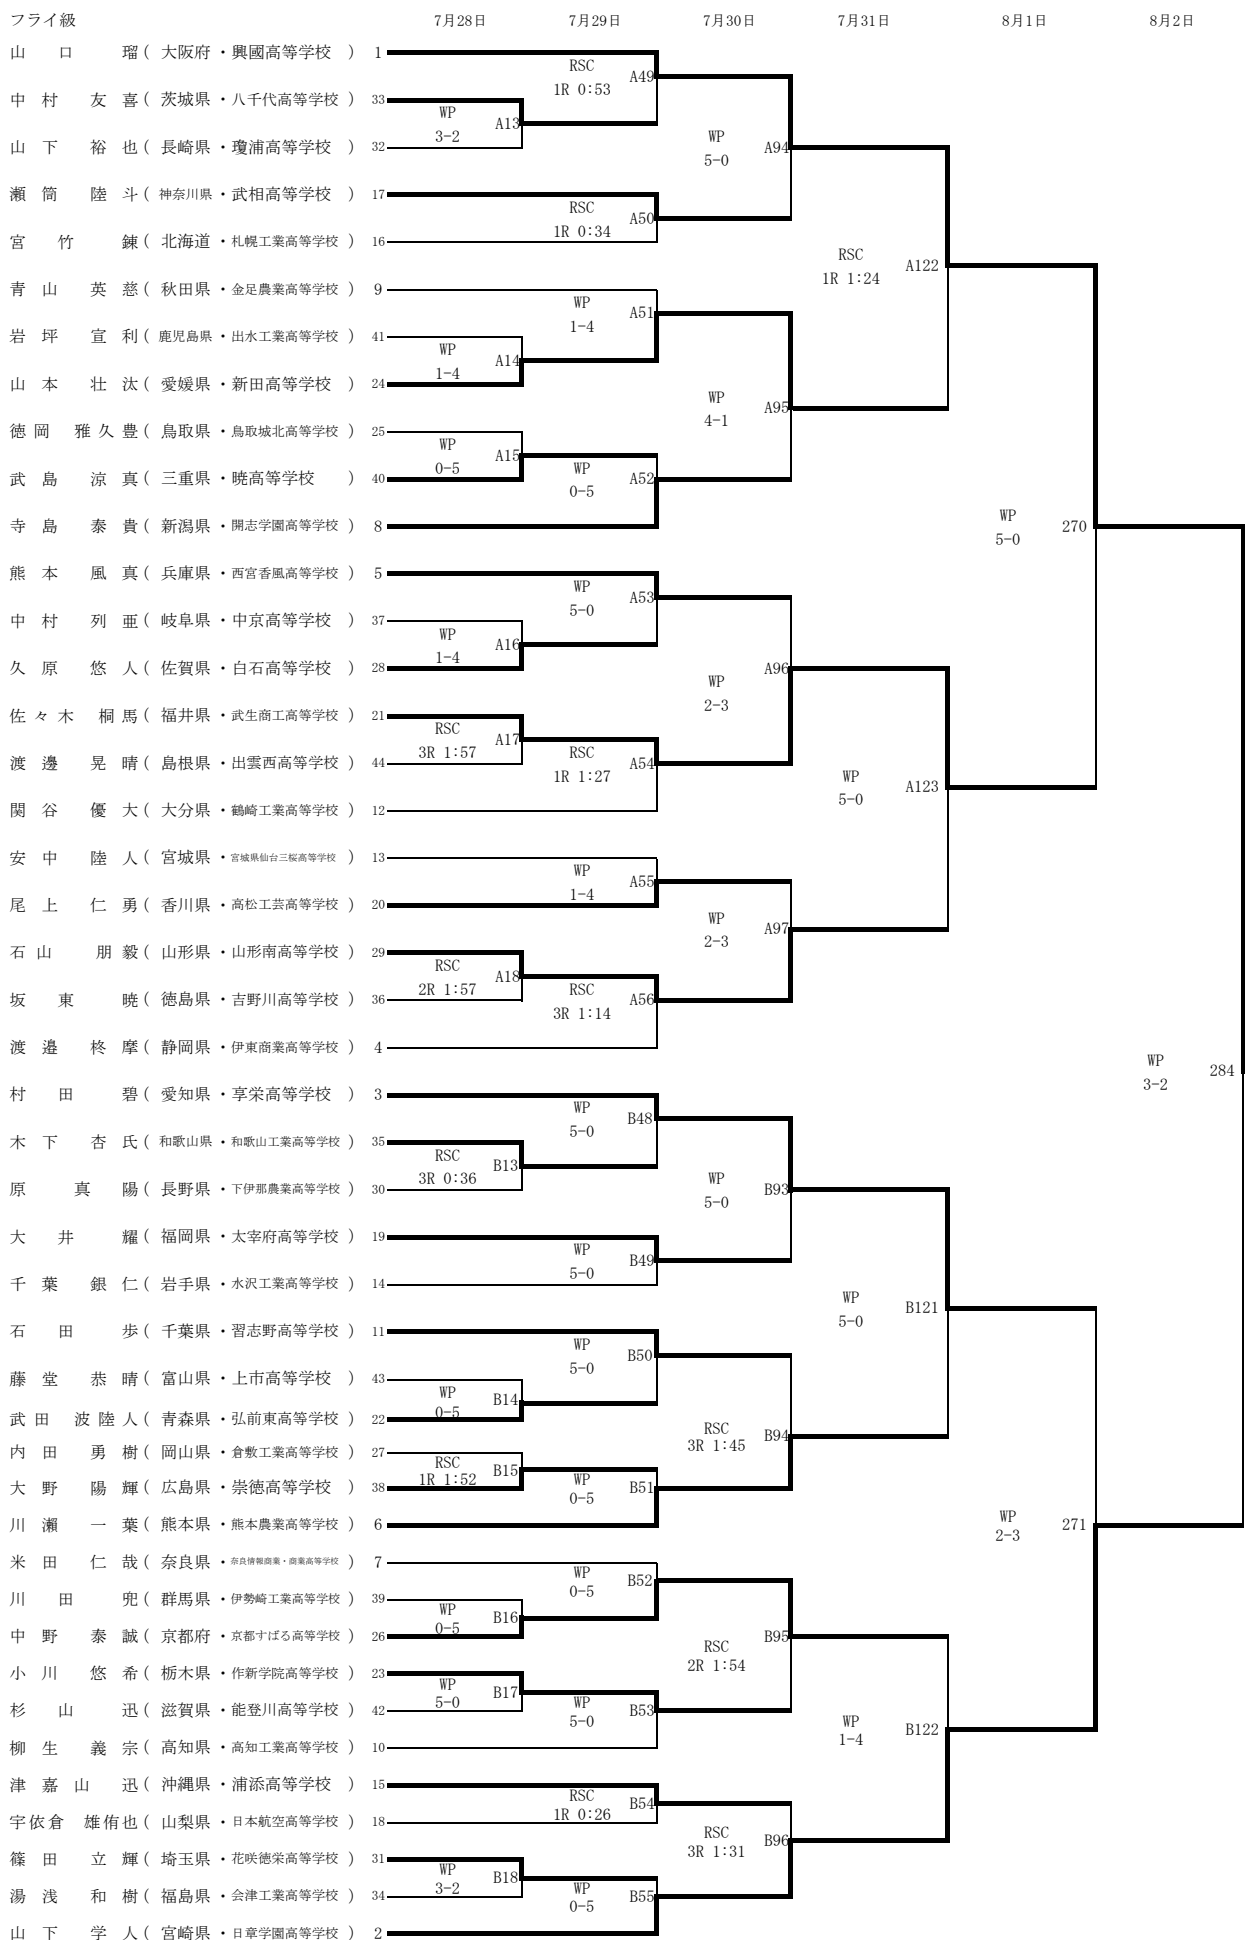 フライ級 7月28日 7月29日 7月30日 7月31日 8月1日 8月2日
山口 瑠 ( 大阪府 ・ 興國高等学校 ) 1
RSC 1R 0:53 A49
中村 友喜 ( 茨城県 ・ 八千代高等学校 ) 33
WP 3-2 A13
山下 裕也 ( 長崎県 ・ 瓊浦高等学校 ) 32
WP 5-0 A94
瀬筒 陸斗 ( 神奈川県 ・ 武相高等学校 ) 17
RSC 1R 0:34 A50
宮竹 錬 ( 北海道 ・ 札幌工業高等学校 ) 16
RSC 1R 1:24 A122
青山 英慈 ( 秋田県 ・ 金足農業高等学校 ) 9
WP 1-4 A51
岩坪 宣利 ( 鹿児島県 ・ 出水工業高等学校 ) 41
WP 1-4 A14
山本 壮汰 ( 愛媛県 ・ 新田高等学校 ) 24
WP 4-1 A95
徳岡 雅久豊 ( 鳥取県 ・ 鳥取城北高等学校 ) 25
WP 0-5 A15
武島 涼真 ( 三重県 ・ 暁高等学校 ) 40
WP 0-5 A52
寺島 泰貴 ( 新潟県 ・ 開志学園高等学校 ) 8
WP 5-0 270
熊本 風真 ( 兵庫県 ・ 西宮香風高等学校 ) 5
WP 5-0 A53
中村 列亜 ( 岐阜県 ・ 中京高等学校 ) 37
WP 1-4 A16
久原 悠人 ( 佐賀県 ・ 白石高等学校 ) 28
WP 2-3 A96
佐々木 桐馬 ( 福井県 ・ 武生商工高等学校 ) 21
RSC 3R 1:57 A17
渡邊 晃晴 ( 島根県 ・ 出雲西高等学校 ) 44
RSC 1R 1:27 A54
関谷 優大 ( 大分県 ・ 鶴崎工業高等学校 ) 12
WP 5-0 A123
安中 陸人 ( 宮城県 ・ 宮城県仙台三桜高等学校 ) 13
WP 1-4 A55
尾上 仁勇 ( 香川県 ・ 高松工芸高等学校 ) 20
WP 2-3 A97
石山 朋毅 ( 山形県 ・ 山形南高等学校 ) 29
RSC 2R 1:57 A18
坂東 暁 ( 徳島県 ・ 吉野川高等学校 ) 36
RSC 3R 1:14 A56
渡邉 柊摩 ( 静岡県 ・ 伊東商業高等学校 ) 4
WP 3-2 284
村田 碧 ( 愛知県 ・ 享栄高等学校 ) 3
WP 5-0 B48
木下 杏氏 ( 和歌山県 ・ 和歌山工業高等学校 ) 35
RSC 3R 0:36 B13
原 真陽 ( 長野県 ・ 下伊那農業高等学校 ) 30
WP 5-0 B93
大井 耀 ( 福岡県 ・ 太宰府高等学校 ) 19
WP 5-0 B49
千葉 銀仁 ( 岩手県 ・ 水沢工業高等学校 ) 14
WP 5-0 B121
石田 歩 ( 千葉県 ・ 習志野高等学校 ) 11
WP 5-0 B50
藤堂 恭晴 ( 富山県 ・ 上市高等学校 ) 43
WP 0-5 B14
武田 波陸人 ( 青森県 ・ 弘前東高等学校 ) 22
RSC 3R 1:45 B94
内田 勇樹 ( 岡山県 ・ 倉敷工業高等学校 ) 27
RSC 1R 1:52 B15
大野 陽輝 ( 広島県 ・ 崇徳高等学校 ) 38
WP 0-5 B51
川瀬 一葉 ( 熊本県 ・ 熊本農業高等学校 ) 6
WP 2-3 271
米田 仁哉 ( 奈良県 ・ 奈良情報商業・商業高等学校 ) 7
WP 0-5 B52
川田 兜 ( 群馬県 ・ 伊勢崎工業高等学校 ) 39
WP 0-5 B16
中野 泰誠 ( 京都府 ・ 京都すばる高等学校 ) 26
RSC 2R 1:54 B95
小川 悠希 ( 栃木県 ・ 作新学院高等学校 ) 23
WP 5-0 B17
杉山 迅 ( 滋賀県 ・ 能登川高等学校 ) 42
WP 5-0 B53
柳生 義宗 ( 高知県 ・ 高知工業高等学校 ) 10
WP 1-4 B122
津嘉山 迅 ( 沖縄県 ・ 浦添高等学校 ) 15
RSC 1R 0:26 B54
宇依倉 雄侑也 ( 山梨県 ・ 日本航空高等学校 ) 18
RSC 3R 1:31 B96
篠田 立輝 ( 埼玉県 ・ 花咲徳栄高等学校 ) 31
WP 3-2 B18
湯浅 和樹 ( 福島県 ・ 会津工業高等学校 ) 34
WP 0-5 B55
山下 学人 ( 宮崎県 ・ 日章学園高等学校 ) 2